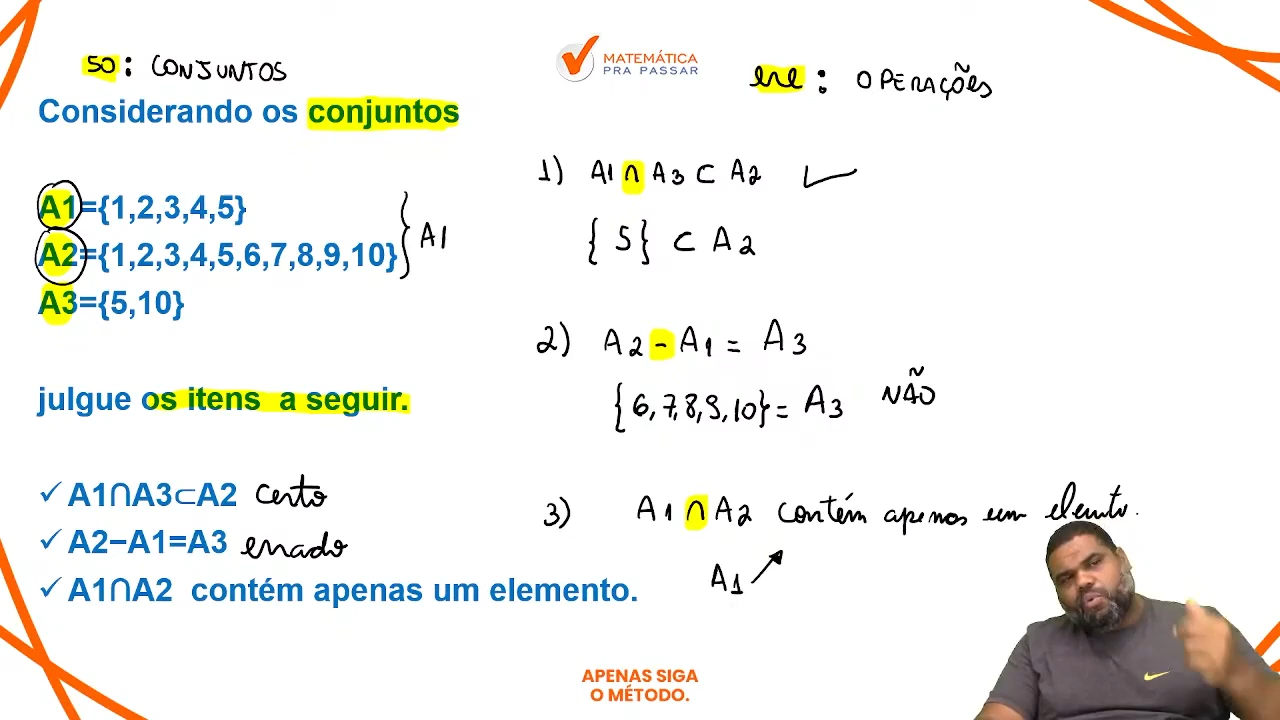 SO: CONJUNTOS
MATEMÁTICA
PRA PASSAR
ERE: OPERAÇÕES
Considerando os conjuntos
A1={1,2,3,4,5}
A2={1,2,3,4,5,6,7,8,9,10}
A3={5,10}
} A1
julgue os itens a seguir.
✓ A1∩A3⊂A2 certo
✓ A2−A1=A3 errado
✓ A1∩A2 contém apenas um elemento.
1) A1 ∩ A3 ⊂ A2 ✓
{5} ⊂ A2
2) A2 - A1 = A3
{6,7,8,9,10} = A3 NÃO
3) A1 ∩ A2 contém apenas um elemento.
A1
APENAS SIGA
O MÉTODO.